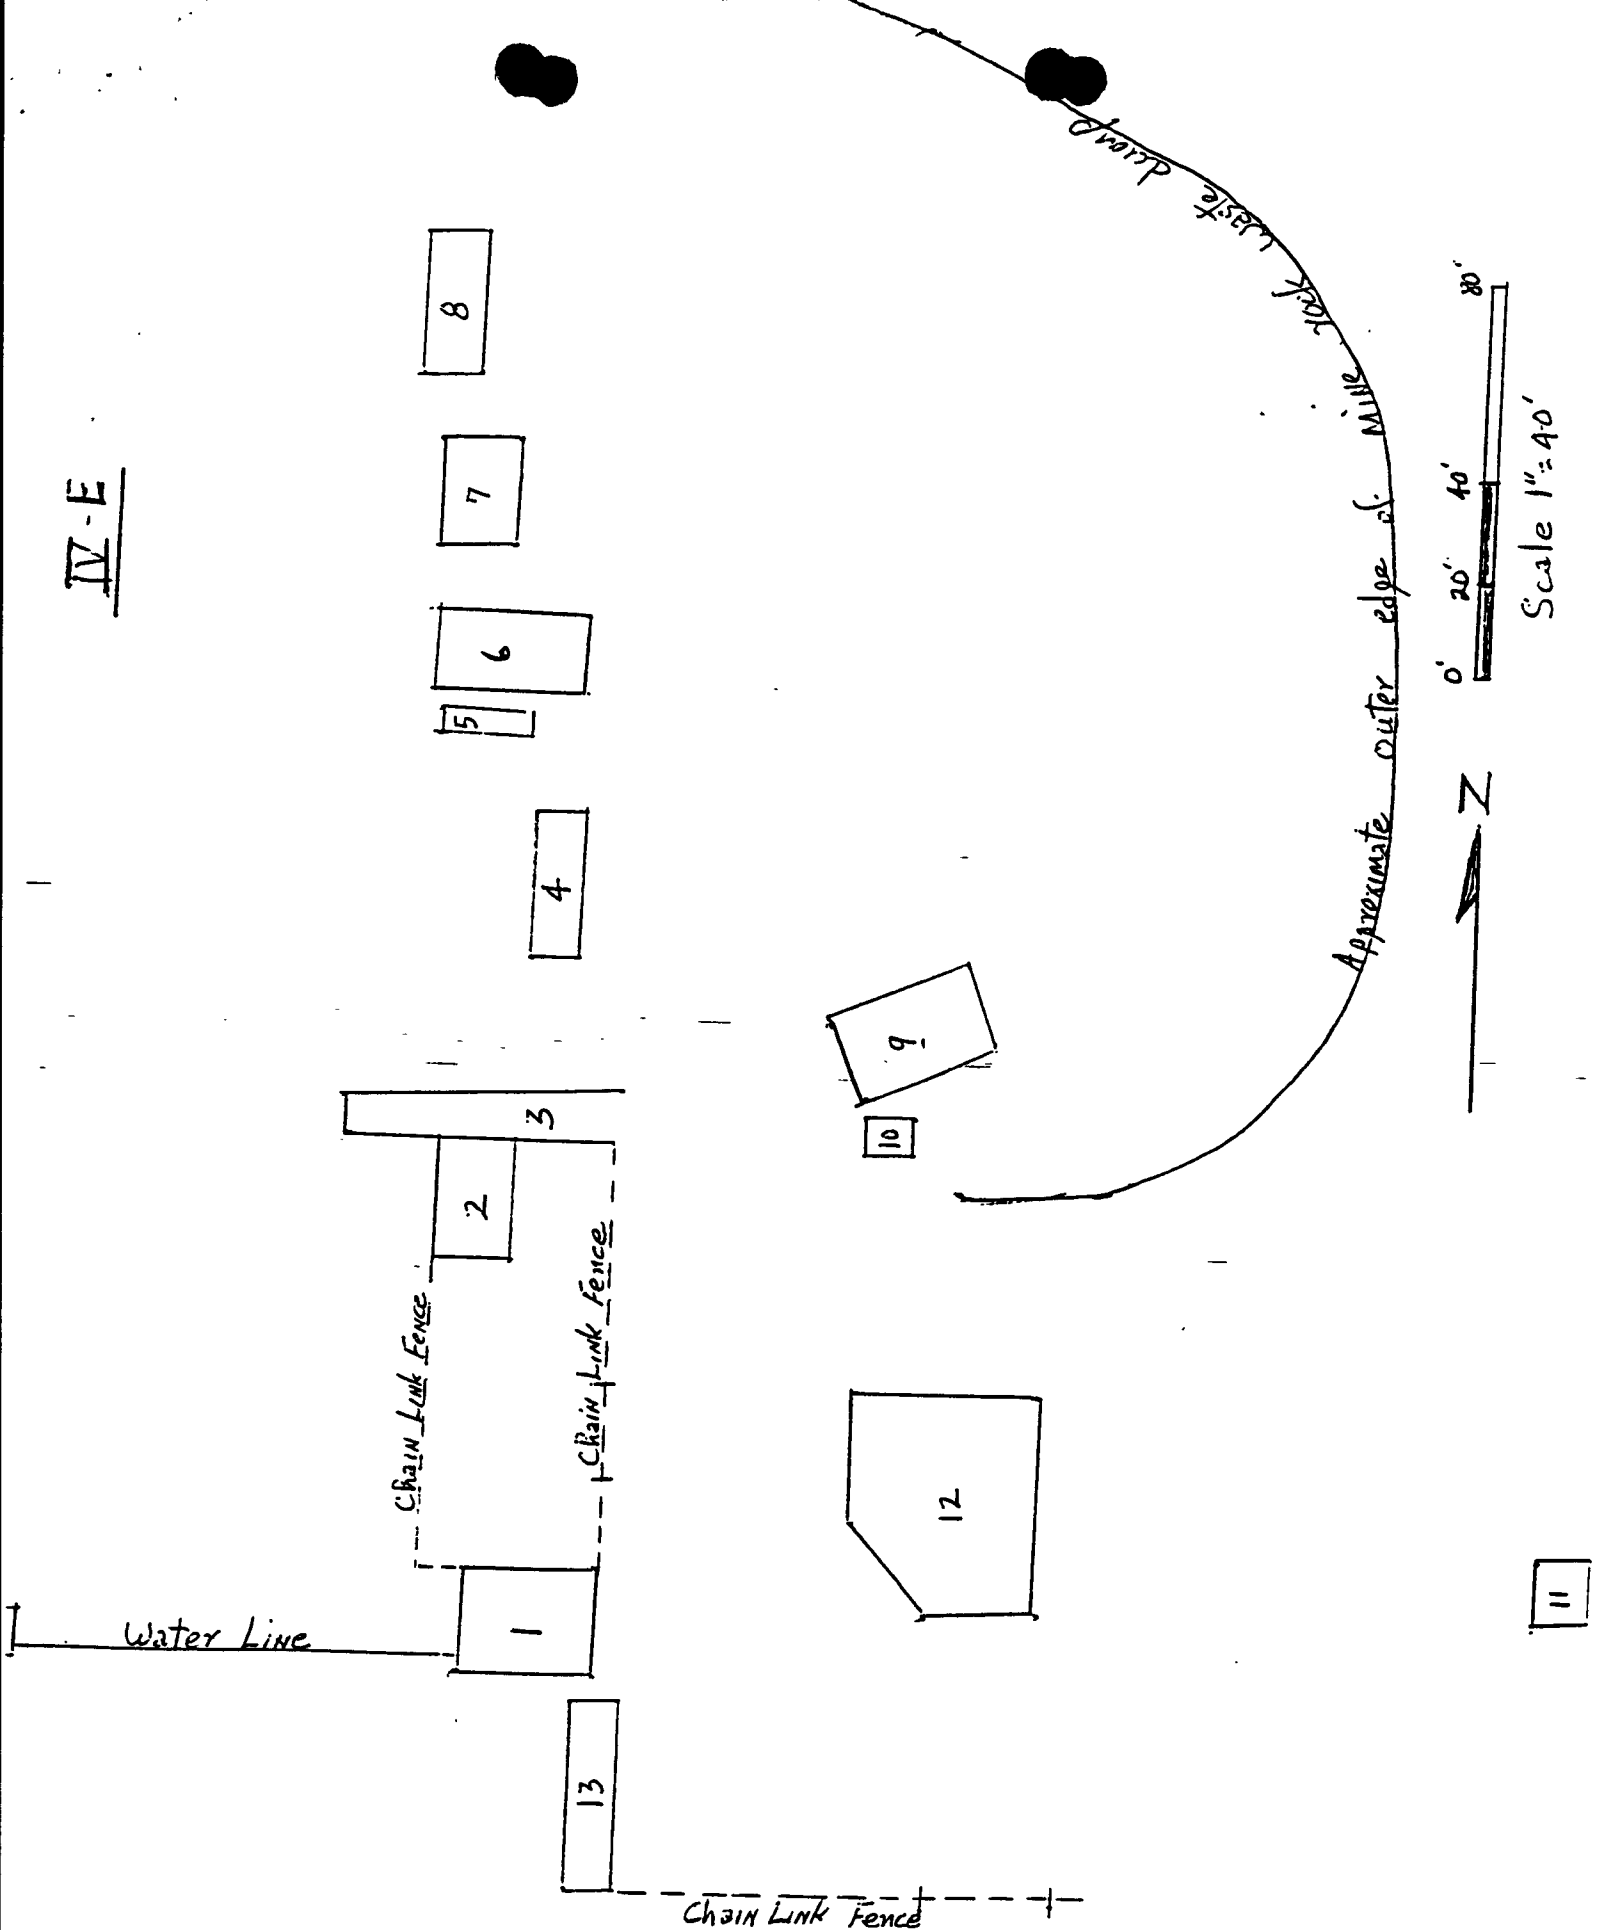 IV-E
8
7
6
5
4
3
2
Chain Link Fence
Chain Link Fence
1
Water Line
13
Chain Link Fence
9
10
12
11
Approximate outer edge of Mine rock waste dump
N
0' 20' 40' 80'
Scale 1"=40'